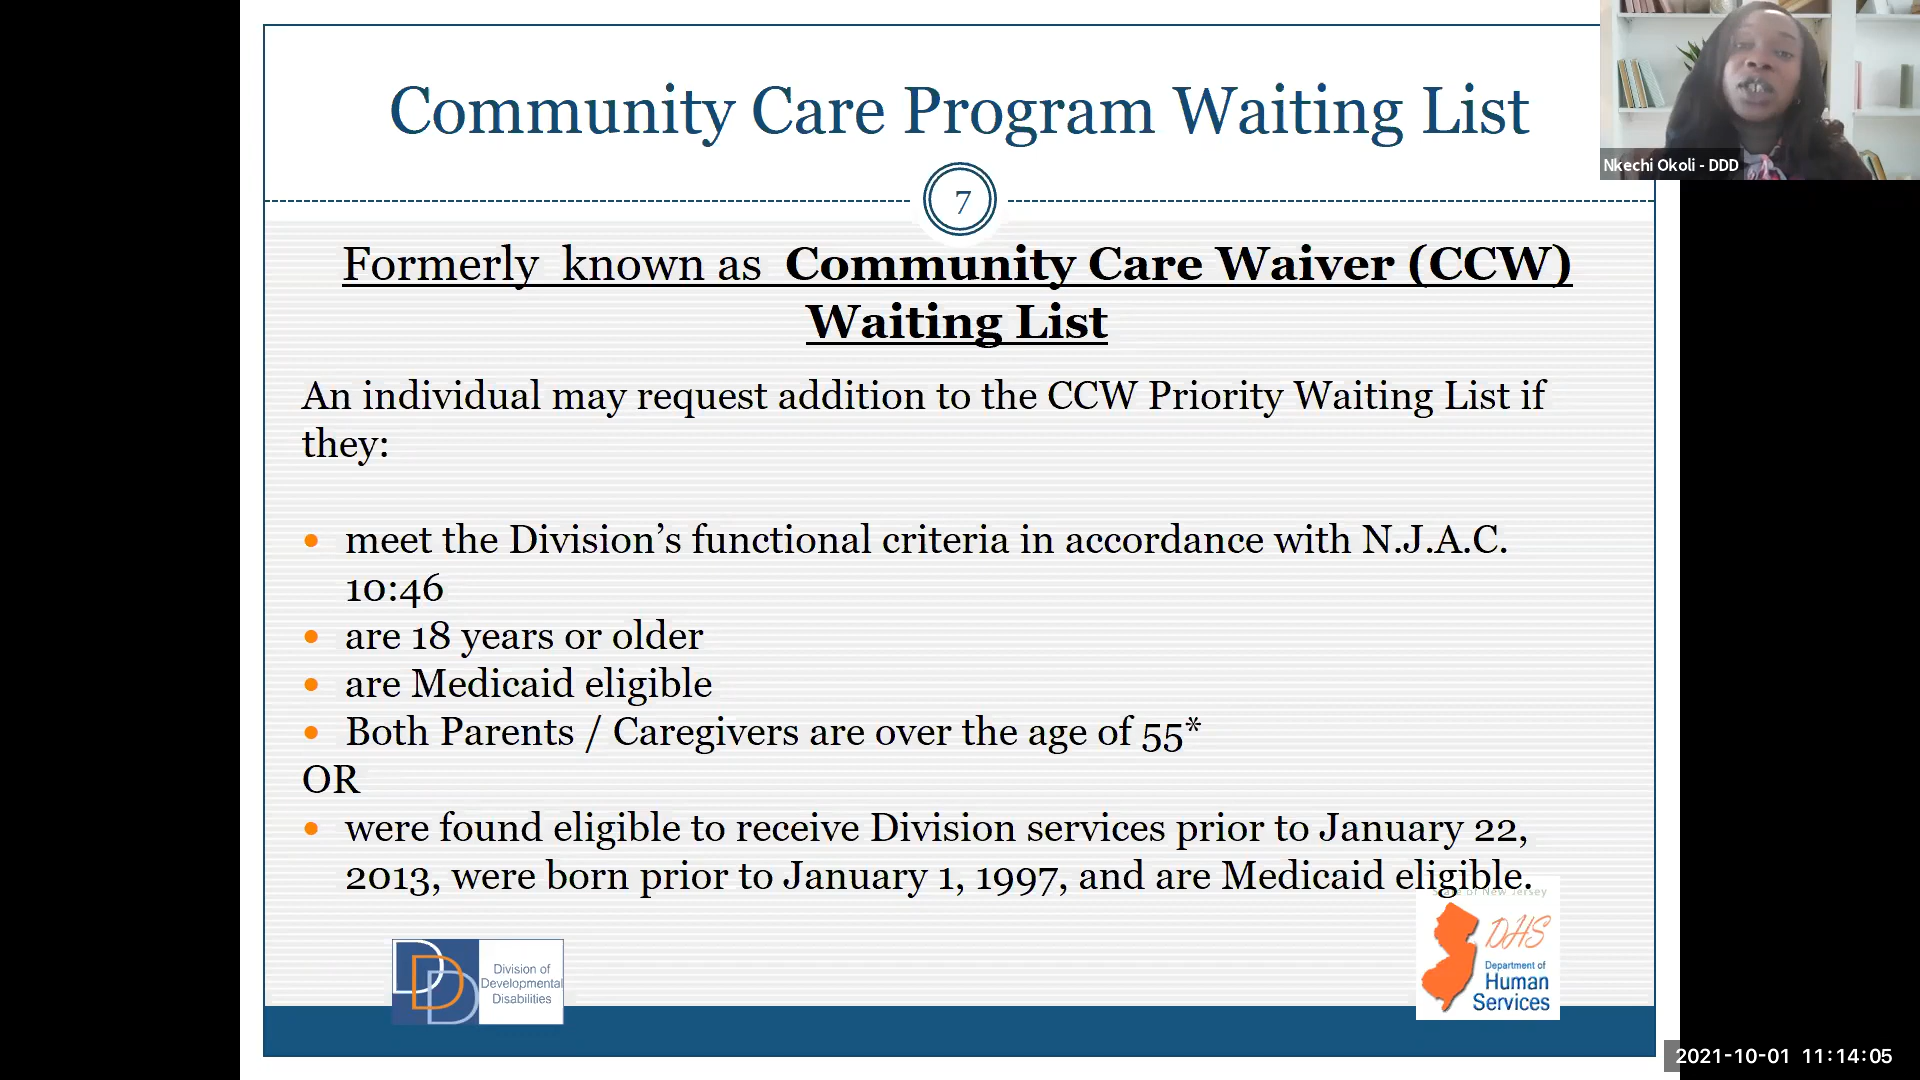 Community Care Program Waiting List
Nkechi Okoli - DDD
7
Formerly known as Community Care Waiver (CCW)
Waiting List
An individual may request addition to the CCW Priority Waiting List if
they:
• meet the Division's functional criteria in accordance with N.J.A.C.
10:46
• are 18 years or older
• are Medicaid eligible
• Both Parents / Caregivers are over the age of 55*
OR
• were found eligible to receive Division services prior to January 22,
2013, were born prior to January 1, 1997, and are Medicaid eligible.
State of New Jersey
DHS
Department of
Human
Services
DDD
Division of
Developmental
Disabilities
2021-10-01 11:14:05